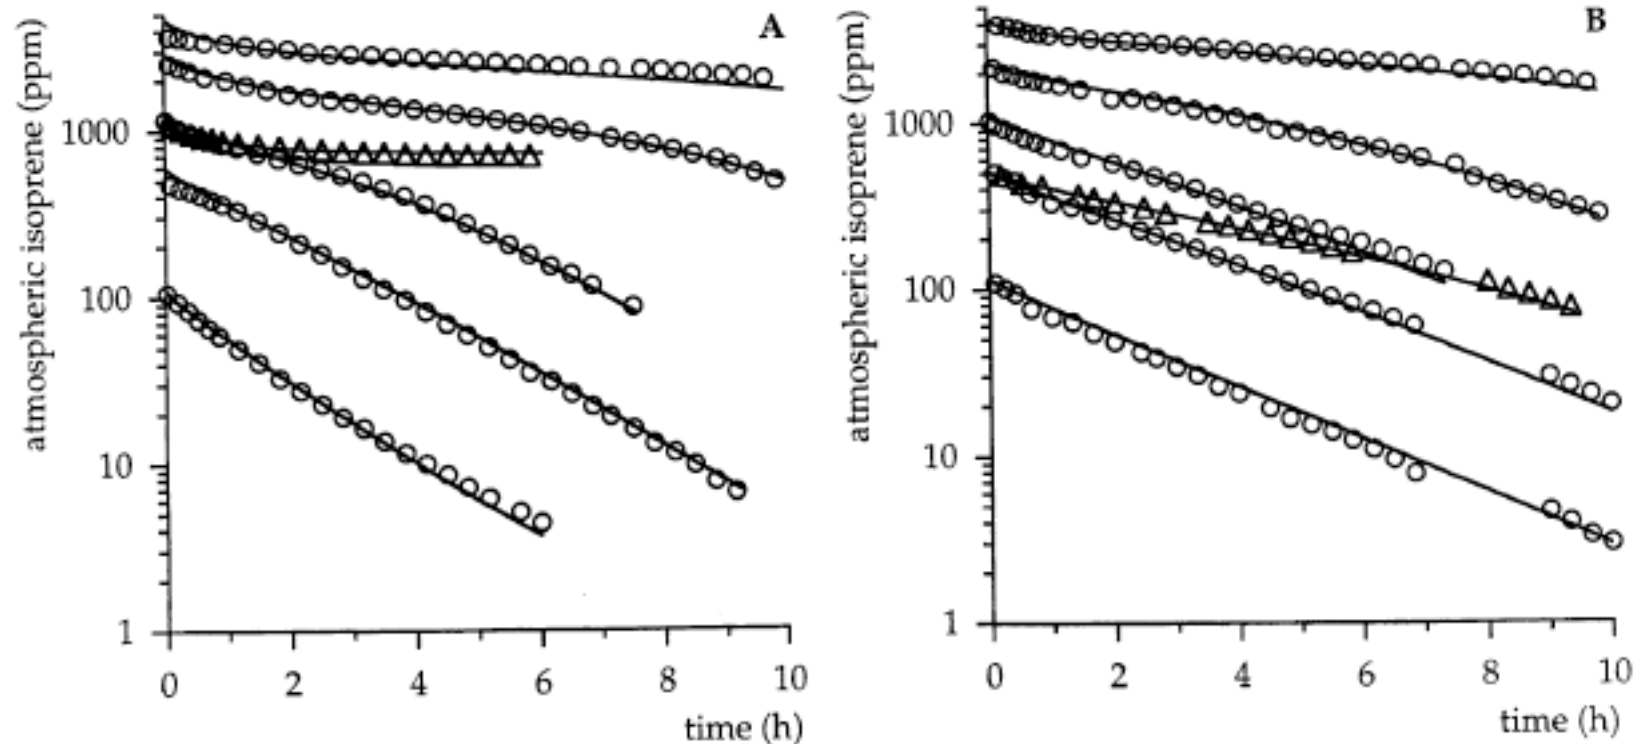 A
atmospheric isoprene (ppm)
1000
100
10
1
0 2 4 6 8 10
time (h)
B
atmospheric isoprene (ppm)
1000
100
10
1
0 2 4 6 8 10
time (h)